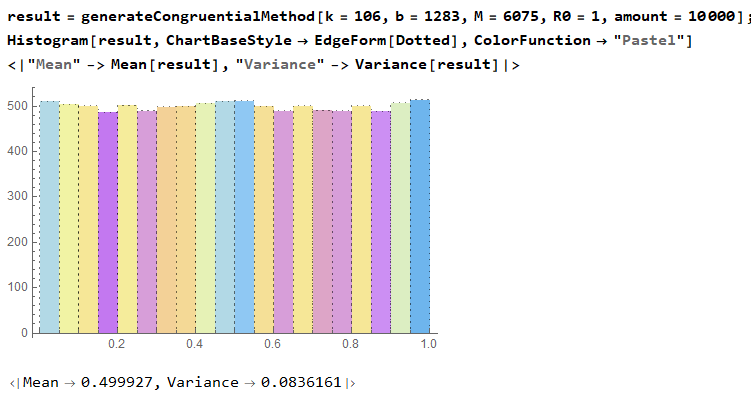 result = generateCongruentialMethod[k = 106, b = 1283, M = 6075, R0 = 1, amount = 10000];
Histogram[result, ChartBaseStyle → EdgeForm[Dotted], ColorFunction → "Pastel"]
<|"Mean" -> Mean[result], "Variance" -> Variance[result]|>
500
400
300
200
100
0
0.2 0.4 0.6 0.8 1.0
<|Mean → 0.499927, Variance → 0.0836161|>